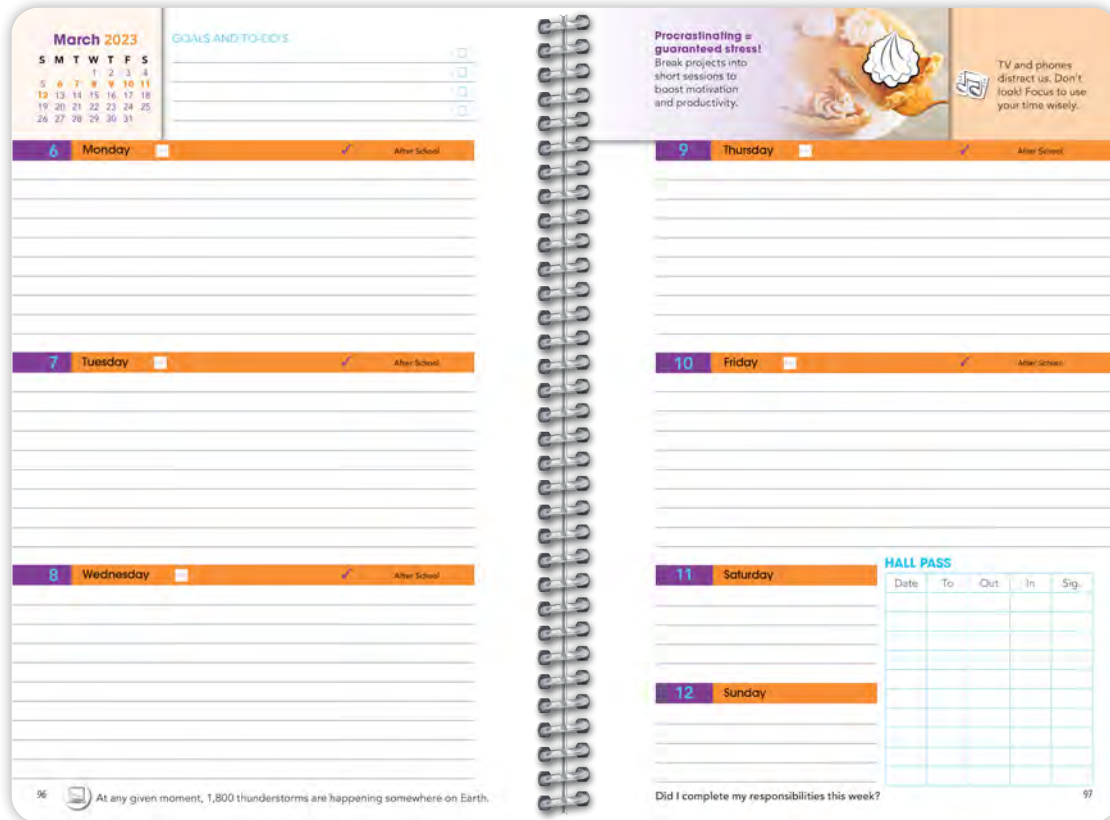 March 2023
S M T W T F S
1 2 3 4
5 6 7 8 9 10 11
12 13 14 15 16 17 18
19 20 21 22 23 24 25
26 27 28 29 30 31
GOALS AND TO-DO'S
6 Monday After School
7 Tuesday After School
8 Wednesday After School
96 At any given moment, 1,800 thunderstorms are happening somewhere on Earth.
Procrastinating =
guaranteed stress!
Break projects into
short sessions to
boost motivation
and productivity.
TV and phones
distract us. Don't
look! Focus to use
your time wisely.
9 Thursday After School
10 Friday After School
11 Saturday
12 Sunday
HALL PASS
Date To Out In Sig.
Did I complete my responsibilities this week? 97